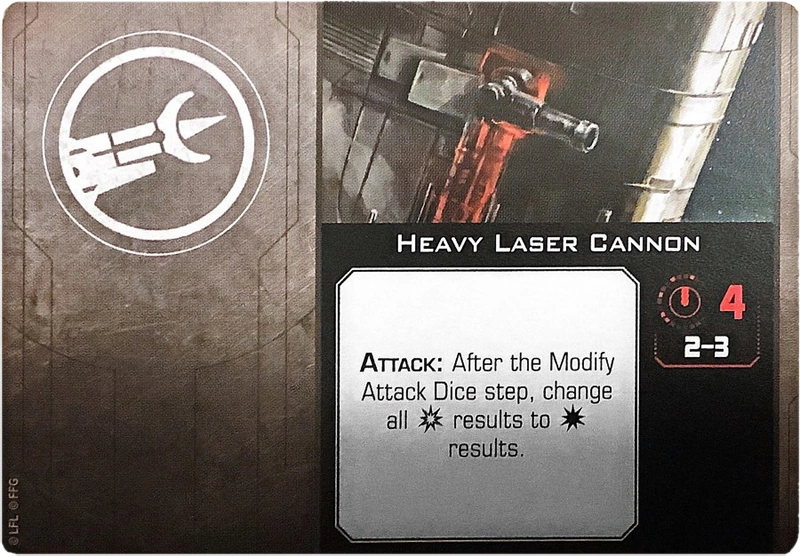 HEAVY LASER CANNON
4
2–3
ATTACK: After the Modify
Attack Dice step, change
all results to
results.
© LFL © FFG